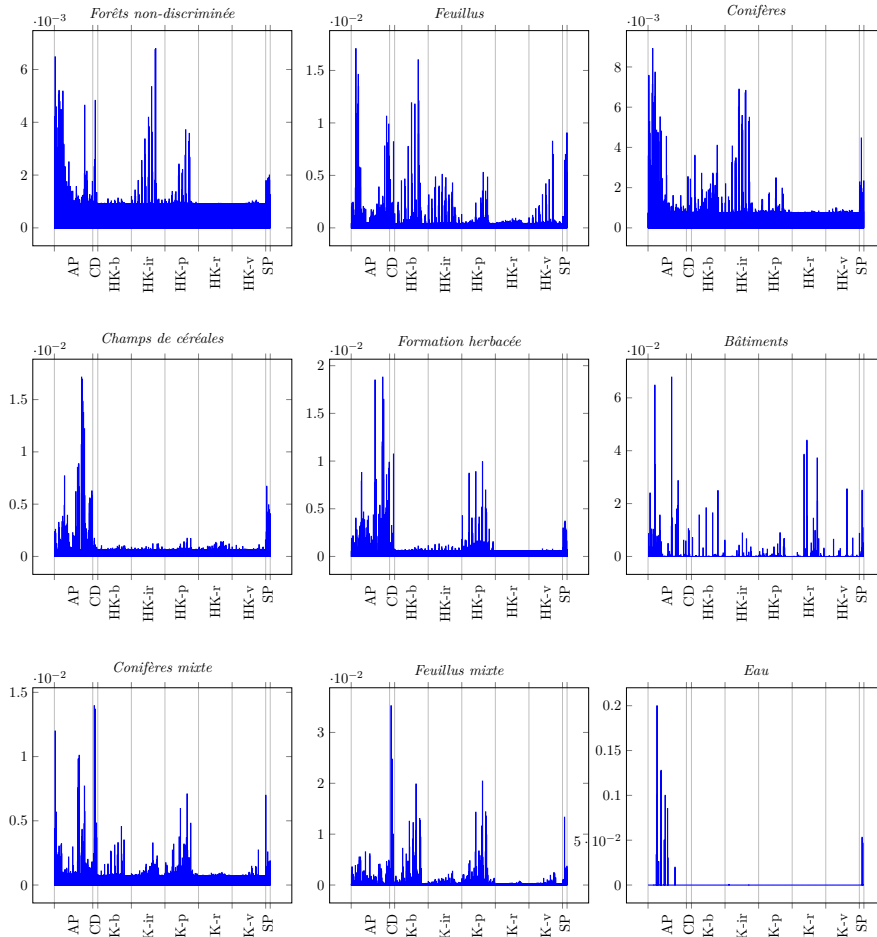 Forêts non-discriminée
Feuillus
Conifères
·10⁻³
·10⁻²
·10⁻³
6
4
2
0
1.5
1
0.5
0
8
6
4
2
0
AP CD HK-b HK-ir HK-p HK-r HK-v SP
AP CD HK-b HK-ir HK-p HK-r HK-v SP
AP CD HK-b HK-ir HK-p HK-r HK-v SP
Champs de céréales
Formation herbacée
Bâtiments
·10⁻²
·10⁻²
·10⁻²
1.5
1
0.5
0
2
1.5
1
0.5
0
6
4
2
0
AP CD HK-b HK-ir HK-p HK-r HK-v SP
AP CD HK-b HK-ir HK-p HK-r HK-v SP
AP CD HK-b HK-ir HK-p HK-r HK-v SP
Conifères mixte
Feuillus mixte
Eau
·10⁻²
·10⁻²
1.5
1
0.5
0
3
2
1
0
0.2
0.15
0.1
5 ·10⁻²
0
AP CD K-b K-ir K-p K-r K-v SP
AP CD K-b K-ir K-p K-r K-v SP
AP CD K-b K-ir K-p K-r K-v SP